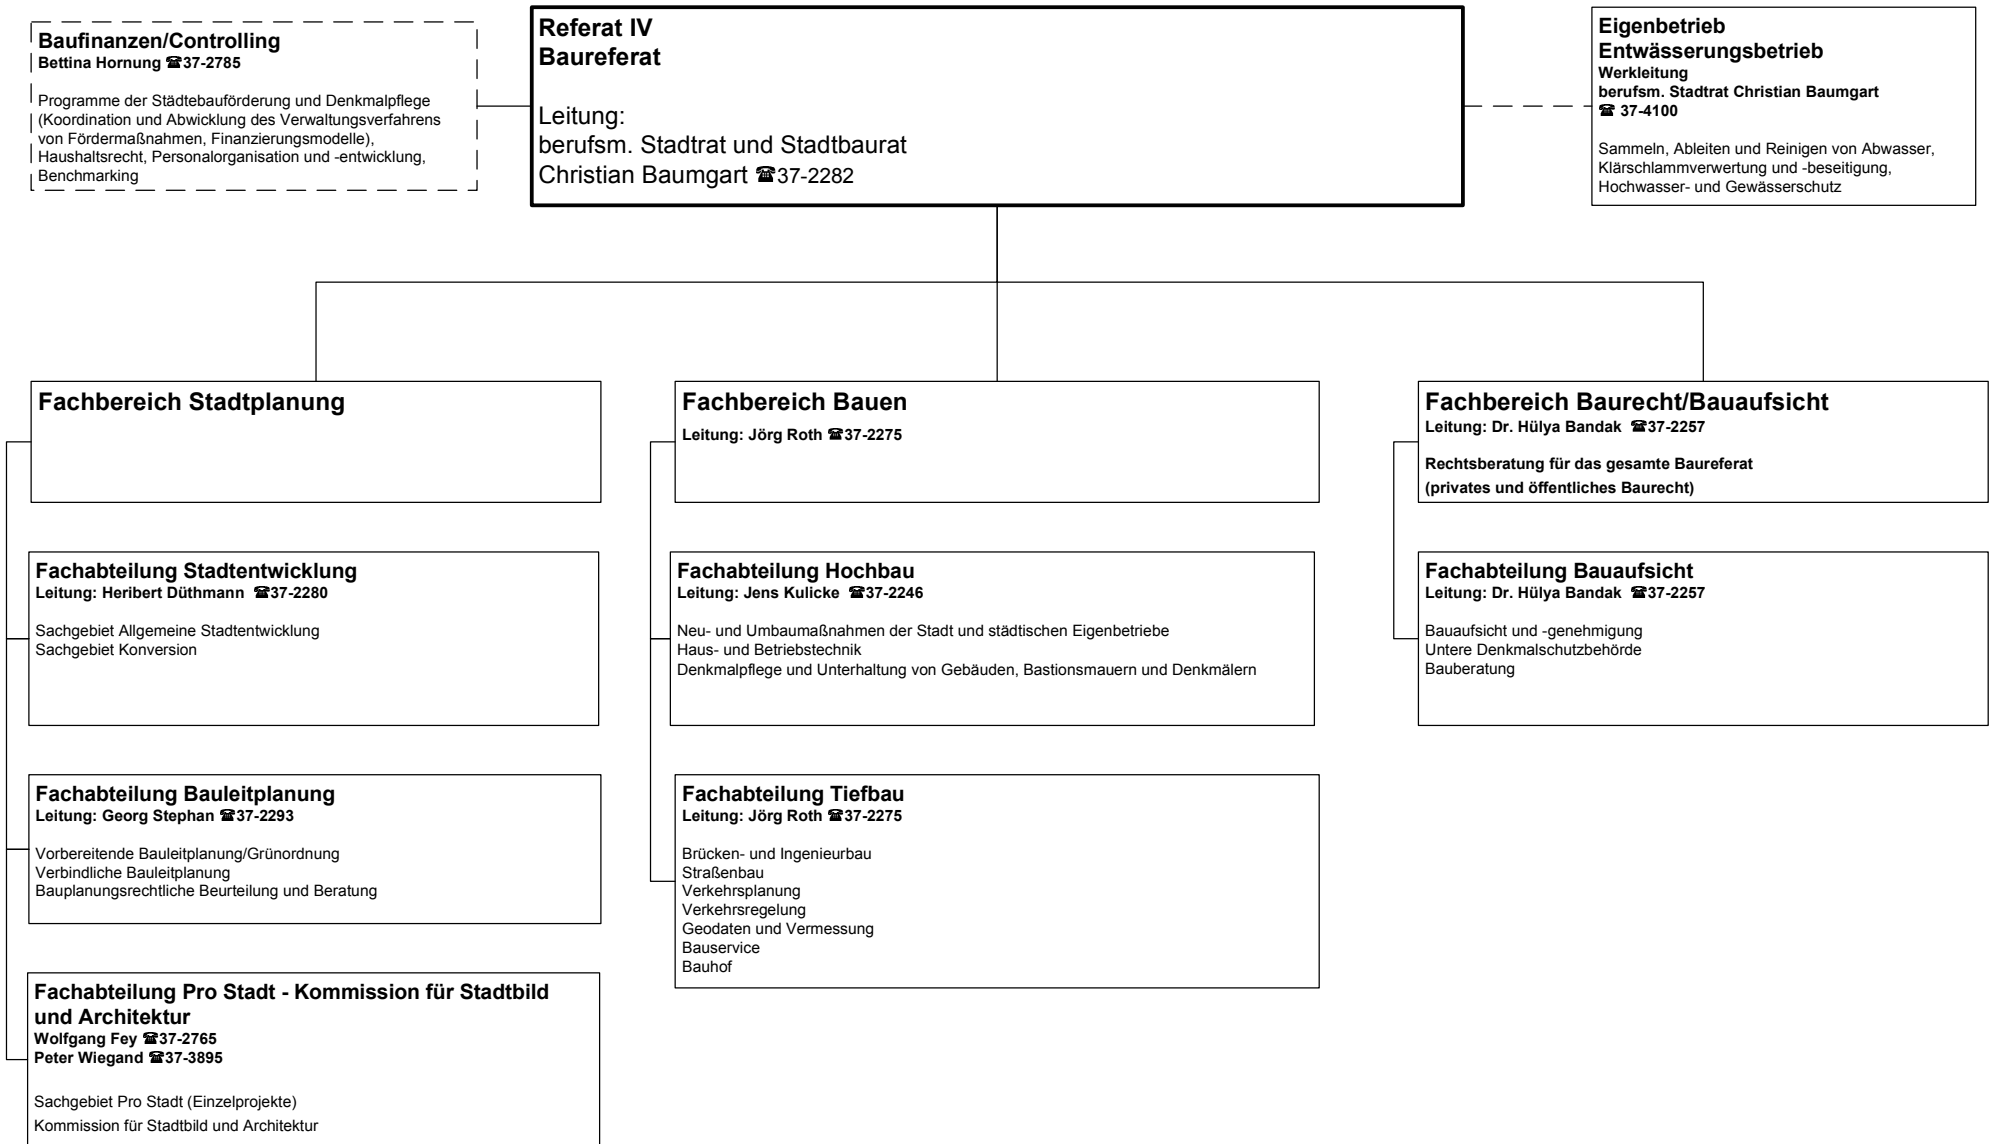 Baufinanzen/Controlling
Bettina Hornung ☎37-2785
Programme der Städtebauförderung und Denkmalpflege
(Koordination und Abwicklung des Verwaltungsverfahrens
von Fördermaßnahmen, Finanzierungsmodelle),
Haushaltsrecht, Personalorganisation und -entwicklung,
Benchmarking
Referat IV
Baureferat
Leitung:
berufsm. Stadtrat und Stadtbaurat
Christian Baumgart ☎37-2282
Eigenbetrieb
Entwässerungsbetrieb
Werkleitung
berufsm. Stadtrat Christian Baumgart
☎ 37-4100
Sammeln, Ableiten und Reinigen von Abwasser,
Klärschlammverwertung und -beseitigung,
Hochwasser- und Gewässerschutz
Fachbereich Stadtplanung
Fachabteilung Stadtentwicklung
Leitung: Heribert Düthmann ☎37-2280
Sachgebiet Allgemeine Stadtentwicklung
Sachgebiet Konversion
Fachabteilung Bauleitplanung
Leitung: Georg Stephan ☎37-2293
Vorbereitende Bauleitplanung/Grünordnung
Verbindliche Bauleitplanung
Bauplanungsrechtliche Beurteilung und Beratung
Fachabteilung Pro Stadt - Kommission für Stadtbild
und Architektur
Wolfgang Fey ☎37-2765
Peter Wiegand ☎37-3895
Sachgebiet Pro Stadt (Einzelprojekte)
Kommission für Stadtbild und Architektur
Fachbereich Bauen
Leitung: Jörg Roth ☎37-2275
Fachabteilung Hochbau
Leitung: Jens Kulicke ☎37-2246
Neu- und Umbaumaßnahmen der Stadt und städtischen Eigenbetriebe
Haus- und Betriebstechnik
Denkmalpflege und Unterhaltung von Gebäuden, Bastionsmauern und Denkmälern
Fachabteilung Tiefbau
Leitung: Jörg Roth ☎37-2275
Brücken- und Ingenieurbau
Straßenbau
Verkehrsplanung
Verkehrsregelung
Geodaten und Vermessung
Bauservice
Bauhof
Fachbereich Baurecht/Bauaufsicht
Leitung: Dr. Hülya Bandak ☎37-2257
Rechtsberatung für das gesamte Baureferat
(privates und öffentliches Baurecht)
Fachabteilung Bauaufsicht
Leitung: Dr. Hülya Bandak ☎37-2257
Bauaufsicht und -genehmigung
Untere Denkmalschutzbehörde
Bauberatung